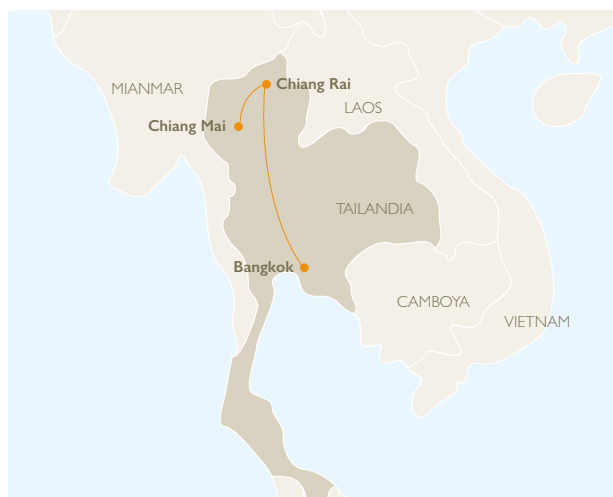 MIANMAR
Chiang Rai
LAOS
Chiang Mai
TAILANDIA
Bangkok
CAMBOYA
VIETNAM